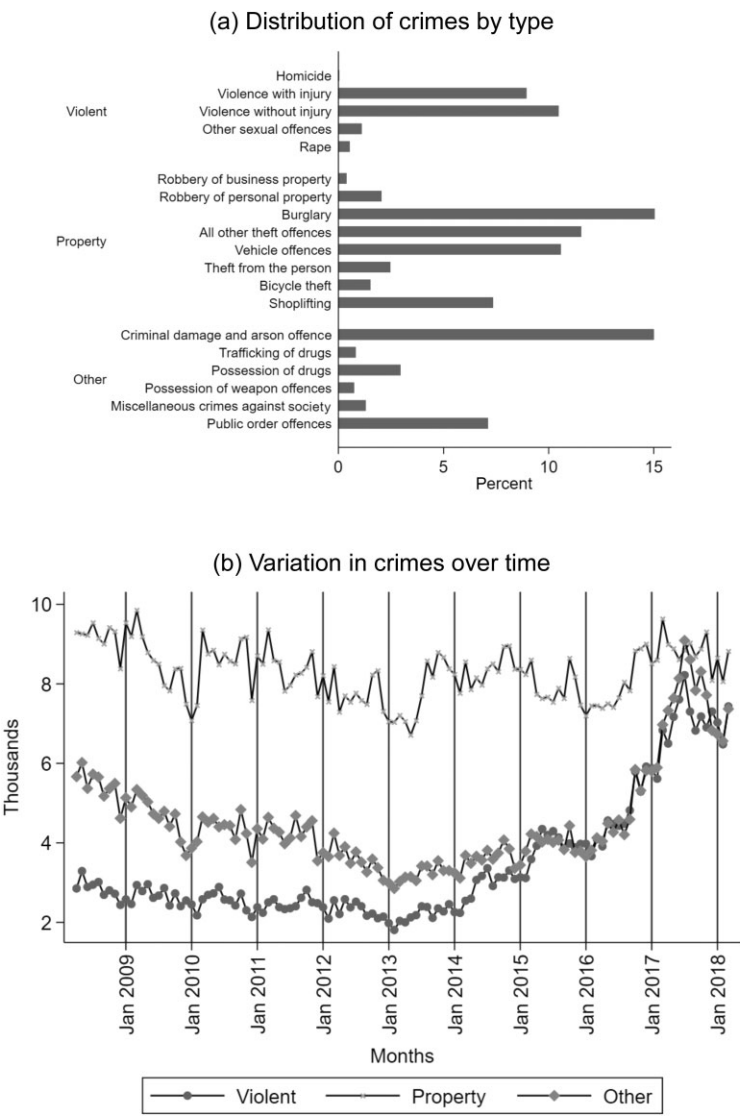 (a) Distribution of crimes by type
Homicide
Violence with injury
Violent
Violence without injury
Other sexual offences
Rape
Robbery of business property
Robbery of personal property
Burglary
All other theft offences
Property
Vehicle offences
Theft from the person
Bicycle theft
Shoplifting
Criminal damage and arson offence
Trafficking of drugs
Possession of drugs
Other
Possession of weapon offences
Miscellaneous crimes against society
Public order offences
0 5 10 15
Percent
(b) Variation in crimes over time
10
8
6
4
2
Thousands
Jan 2009 Jan 2010 Jan 2011 Jan 2012 Jan 2013 Jan 2014 Jan 2015 Jan 2016 Jan 2017 Jan 2018
Months
Violent Property Other